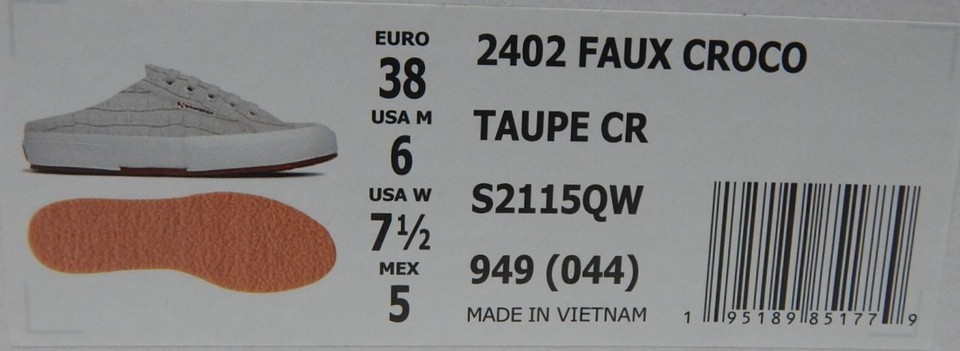 EURO
38
USA M
6
USA W
7½
MEX
5
2402 FAUX CROCO
TAUPE CR
S2115QW
949 (044)
MADE IN VIETNAM
1 95189 85177 9